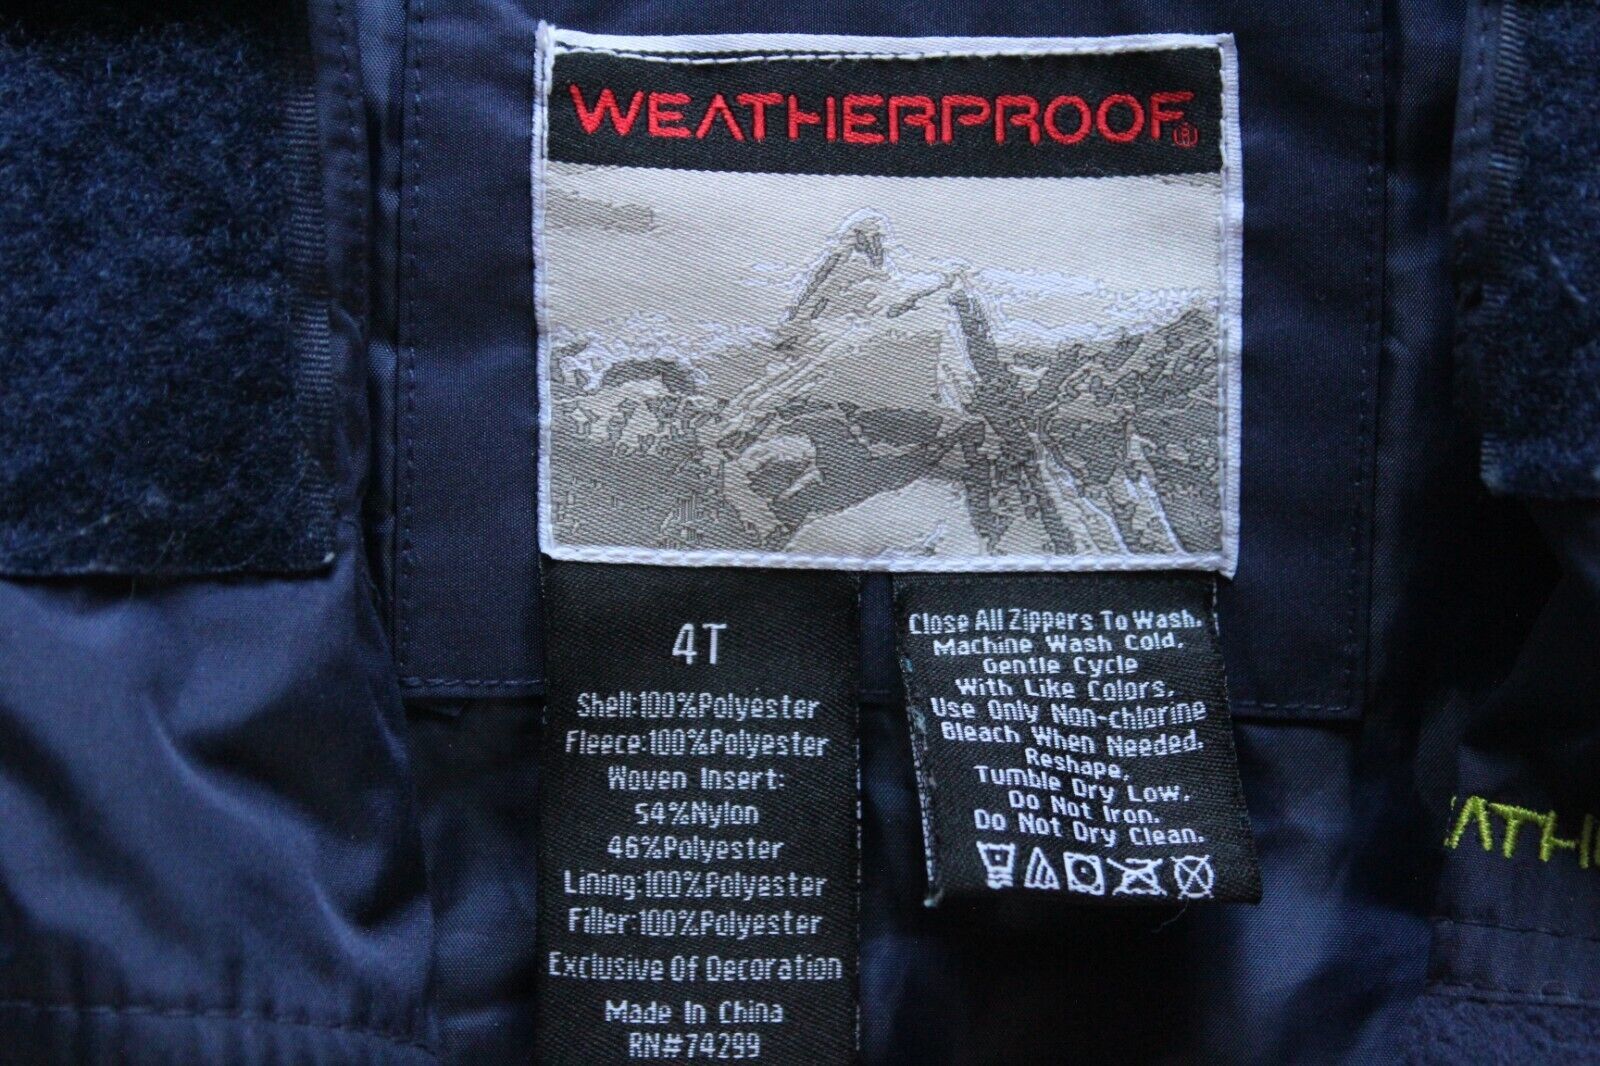 WEATHERPROOF
4T
Shell:100%Polyester
Fleece:100%Polyester
Woven Insert:
54%Nylon
46%Polyester
Lining:100%Polyester
Filler:100%Polyester
Exclusive Of Decoration
Made In China
RN#74299
Close All Zippers To Wash.
Machine Wash Cold.
Gentle Cycle
With Like Colors.
Use Only Non-chlorine
Bleach When Needed.
Reshape.
Tumble Dry Low.
Do Not Iron.
Do Not Dry Clean.
EATHE